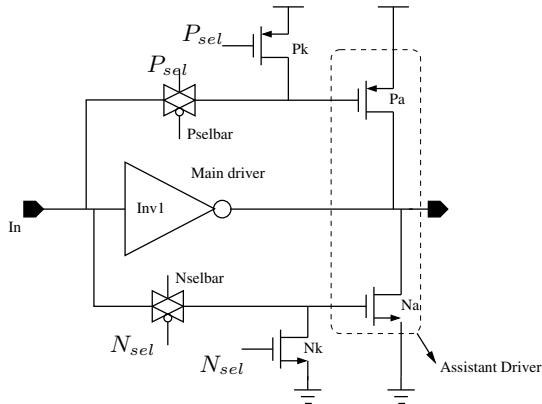 P_sel
Pk
P_sel
Pa
Pselbar
Main driver
Inv1
In
Nselbar
Na
N_sel
Nk
N_sel
Assistant Driver